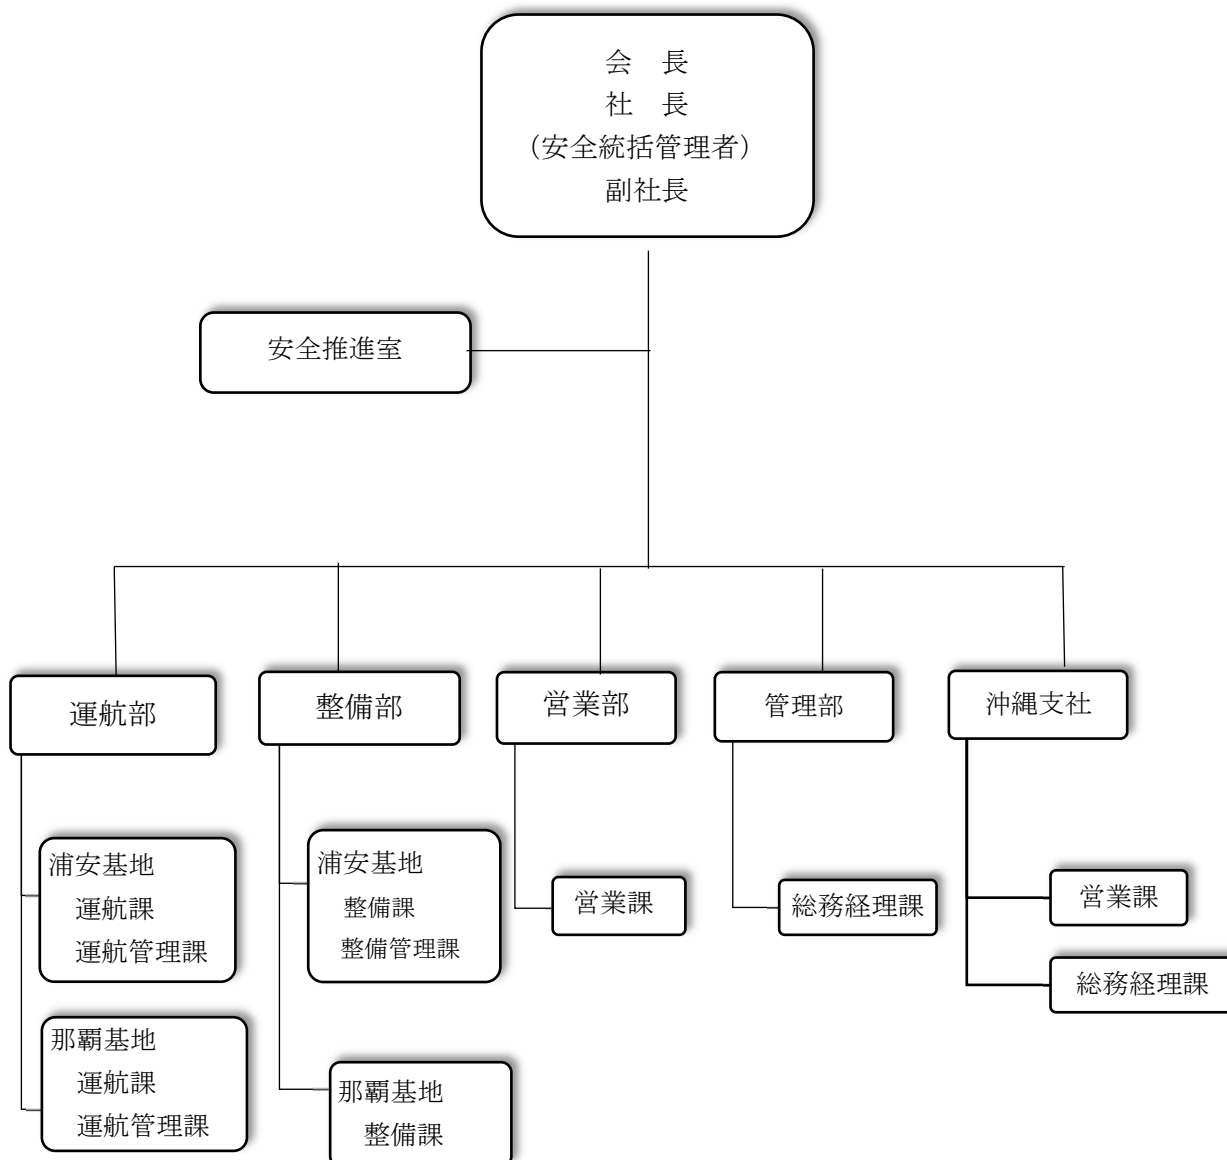 会　長
社　長
（安全統括管理者）
副社長
安全推進室
運航部
整備部
営業部
管理部
沖縄支社
浦安基地
運航課
運航管理課
那覇基地
運航課
運航管理課
浦安基地
整備課
整備管理課
那覇基地
整備課
営業課
総務経理課
営業課
総務経理課